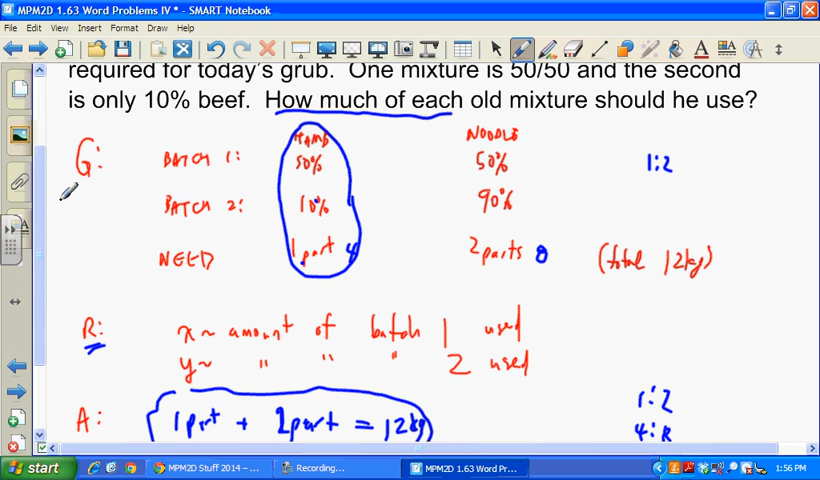 MPM2D 1.63 Word Problems IV * - SMART Notebook
File Edit View Insert Format Draw Window Help
required for today's grub. One mixture is 50/50 and the second
is only 10% beef. How much of each old mixture should he use?
NOODLE
G: BATCH 1: 50% 50% 1:2
BATCH 2: 10% 90%
NEED 1 part 4 2 parts 8 (total 12kg)
R: x ~ amount of batch 1 used
y ~ " " " 2 used
1:2
A: 1 part + 2 part = 12kg
4:8
start MPM2D Stuff 2014 -... Recording... MPM2D 1.63 Word Pr... 1:56 PM